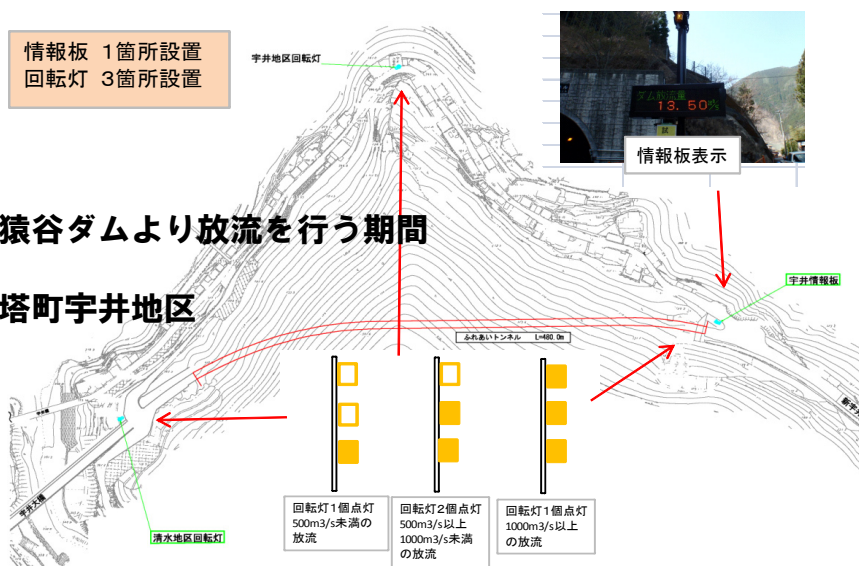 情報板 1箇所設置
回転灯 3箇所設置
宇井地区回転灯
ダム放流量
13.50㎥/s
情報板表示
猿谷ダムより放流を行う期間
塔町宇井地区
宇井情報板
ふれあいトンネル L=480.0m
宇井大橋
清水地区回転灯
回転灯1個点灯
500m3/s未満の
放流
回転灯2個点灯
500m3/s以上
1000m3/s未満
の放流
回転灯1個点灯
1000m3/s以上
の放流